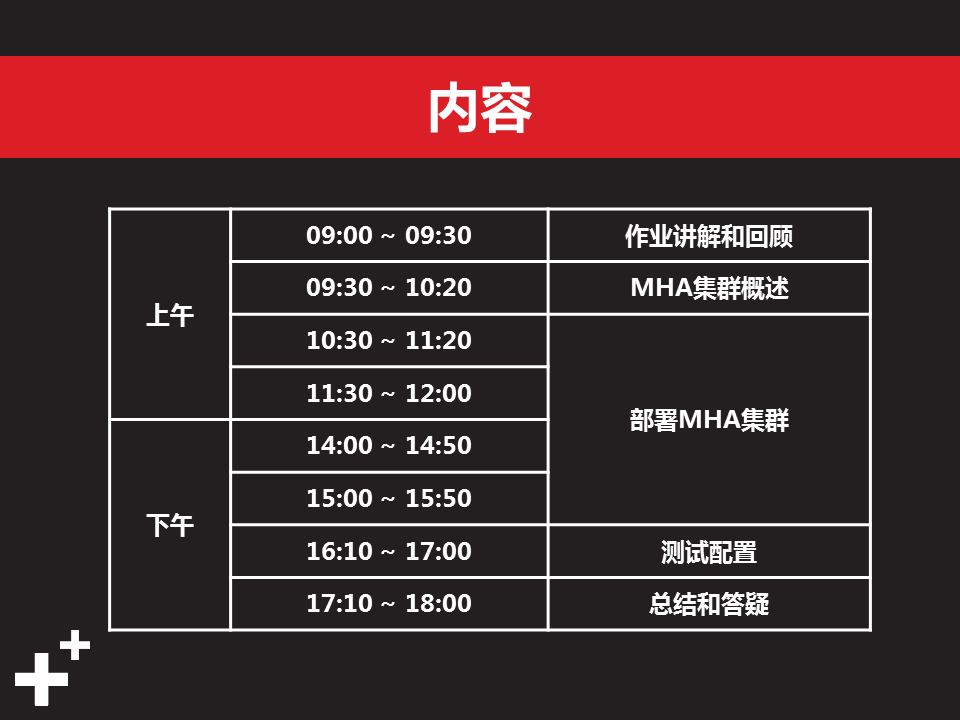 内容
上午
09:00 ~ 09:30
作业讲解和回顾
09:30 ~ 10:20
MHA集群概述
10:30 ~ 11:20
部署MHA集群
11:30 ~ 12:00
下午
14:00 ~ 14:50
15:00 ~ 15:50
16:10 ~ 17:00
测试配置
17:10 ~ 18:00
总结和答疑